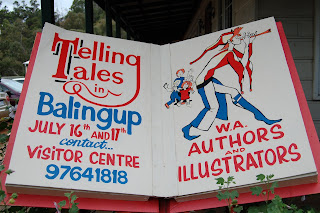 Telling
Tales
in
Balingup
JULY 16th AND 17th
contact...
VISITOR CENTRE
97641818
W.A.
AUTHORS
AND
ILLUSTRATORS